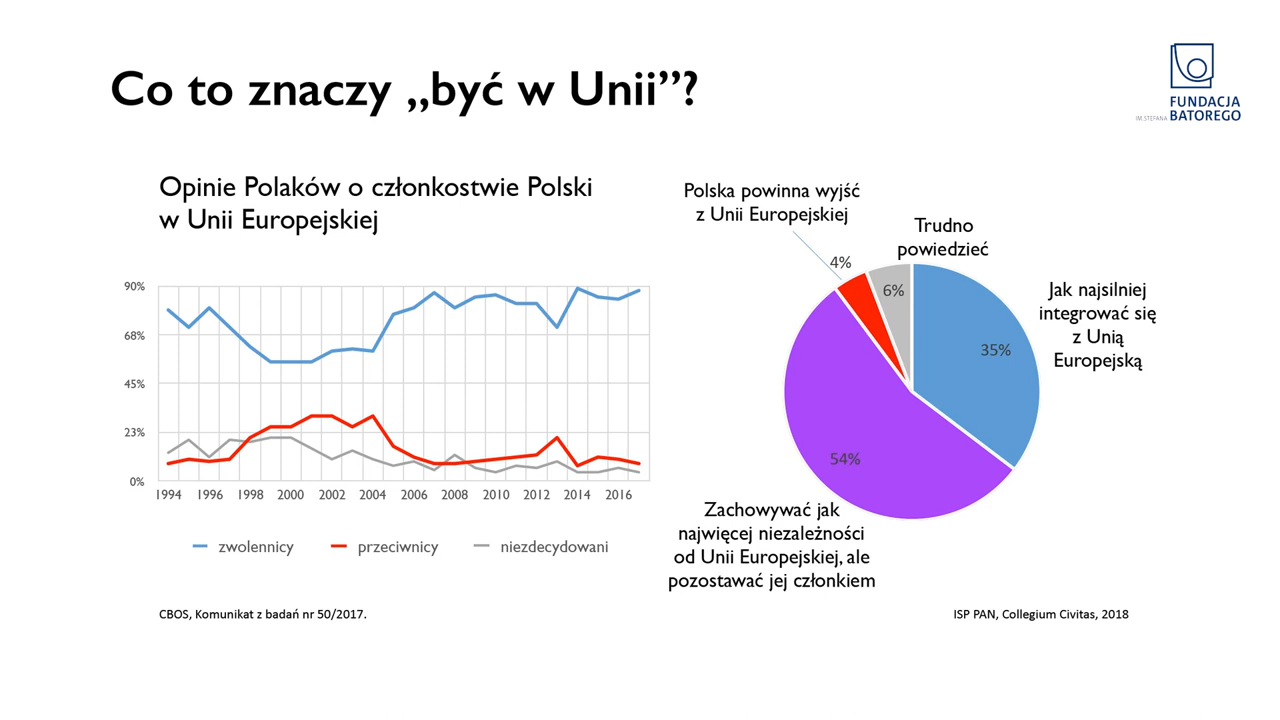 Co to znaczy „być w Unii”?
FUNDACJA
IM. STEFANA BATOREGO
Opinie Polaków o członkostwie Polski
w Unii Europejskiej
90%
68%
45%
23%
0%
1994 1996 1998 2000 2002 2004 2006 2008 2010 2012 2014 2016
zwolennicy przeciwnicy niezdecydowani
CBOS, Komunikat z badań nr 50/2017.
Polska powinna wyjść
z Unii Europejskiej
4%
Trudno
powiedzieć
6%
Jak najsilniej
integrować się
z Unią
Europejską
35%
54%
Zachowywać jak
najwięcej niezależności
od Unii Europejskiej, ale
pozostawać jej członkiem
ISP PAN, Collegium Civitas, 2018